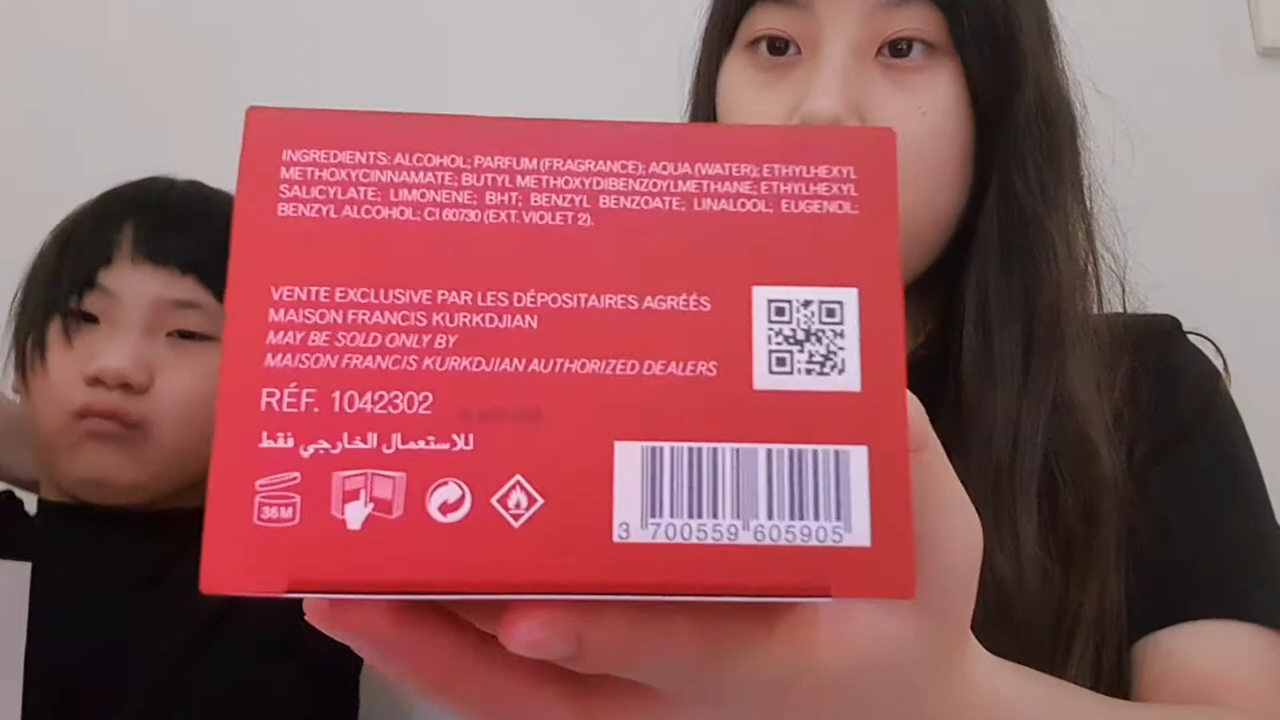 INGREDIENTS: ALCOHOL; PARFUM (FRAGRANCE); AQUA (WATER); ETHYLHEXYL
METHOXYCINNAMATE; BUTYL METHOXYDIBENZOYLMETHANE; ETHYLHEXYL
SALICYLATE; LIMONENE; BHT; BENZYL BENZOATE; LINALOOL; EUGENOL;
BENZYL ALCOHOL; CI 60730 (EXT. VIOLET 2).
VENTE EXCLUSIVE PAR LES DÉPOSITAIRES AGRÉÉS
MAISON FRANCIS KURKDJIAN
MAY BE SOLD ONLY BY
MAISON FRANCIS KURKDJIAN AUTHORIZED DEALERS
RÉF. 1042302
للاستعمال الخارجي فقط
36M
3 700559 605905